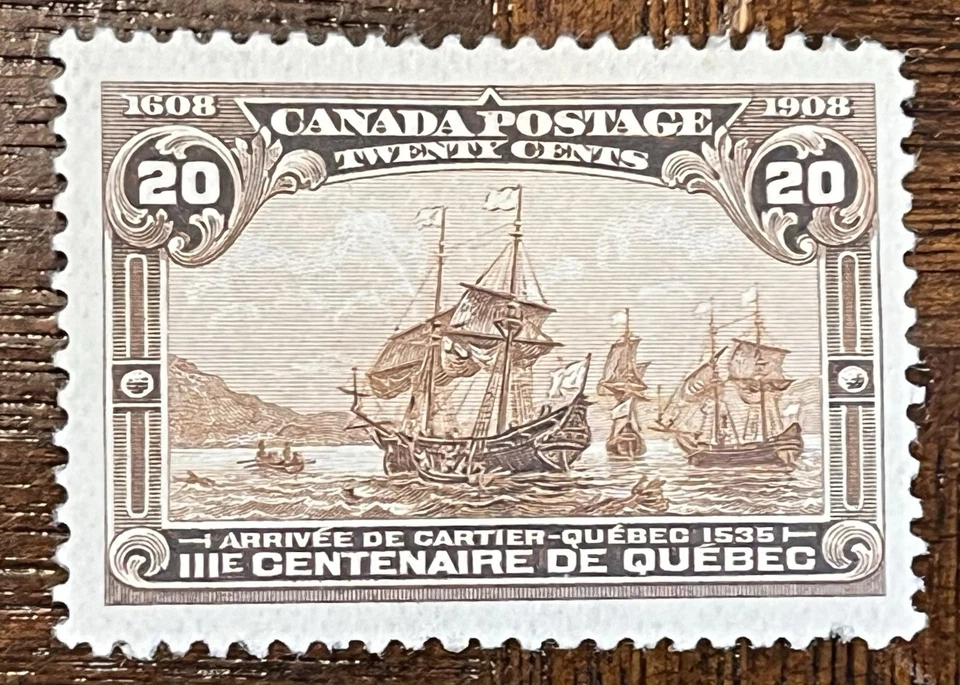 1608 1908
CANADA POSTAGE
TWENTY CENTS
20 20
ARRIVÉE DE CARTIER-QUÉBEC 1535
IIIE CENTENAIRE DE QUÉBEC